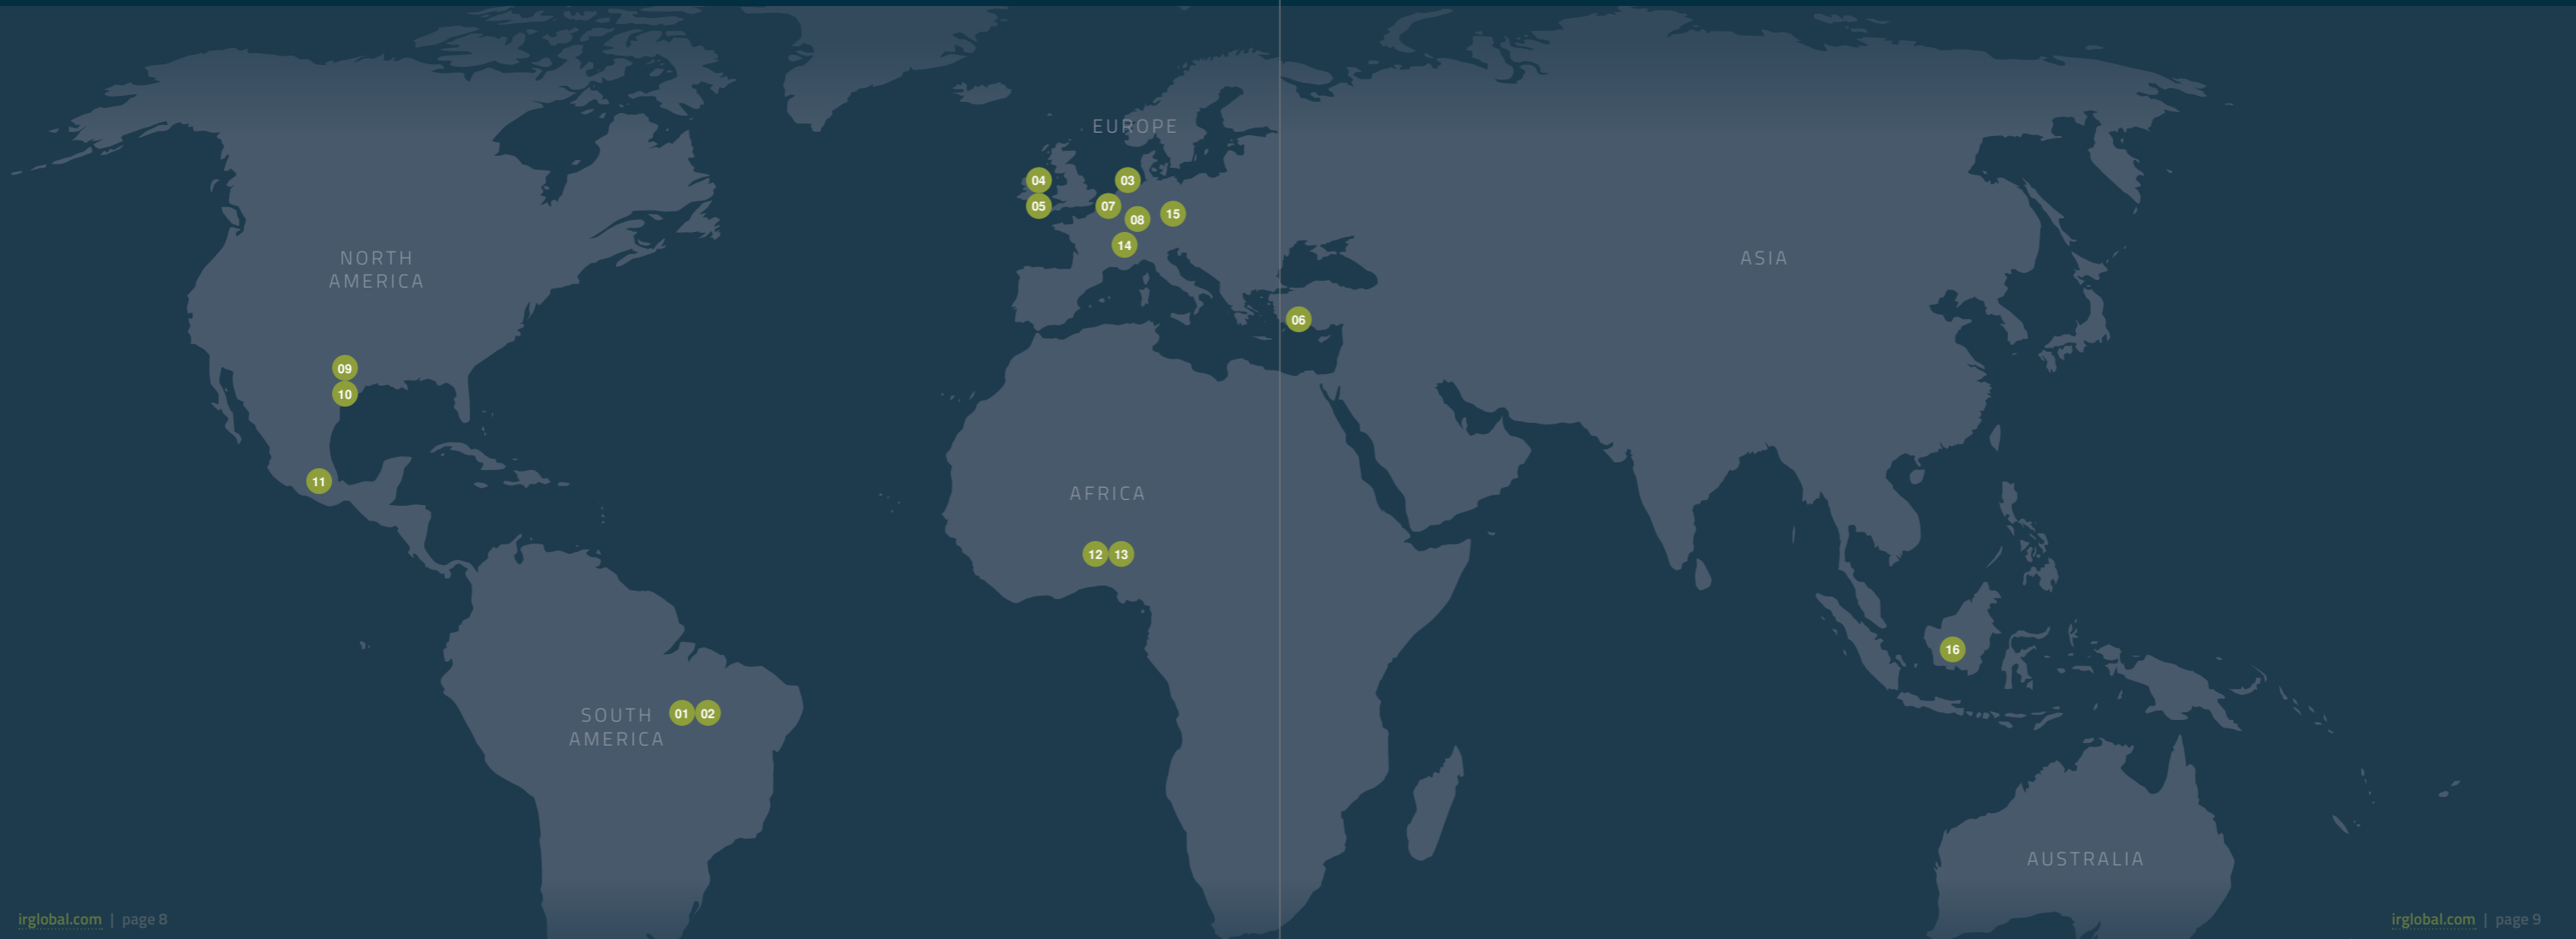 EUROPE
04
03
05
07
08
15
14
NORTH
AMERICA
ASIA
06
09
10
11
AFRICA
12 13
16
SOUTH
AMERICA
01 02
AUSTRALIA
irglobal.com | page 8
irglobal.com | page 9